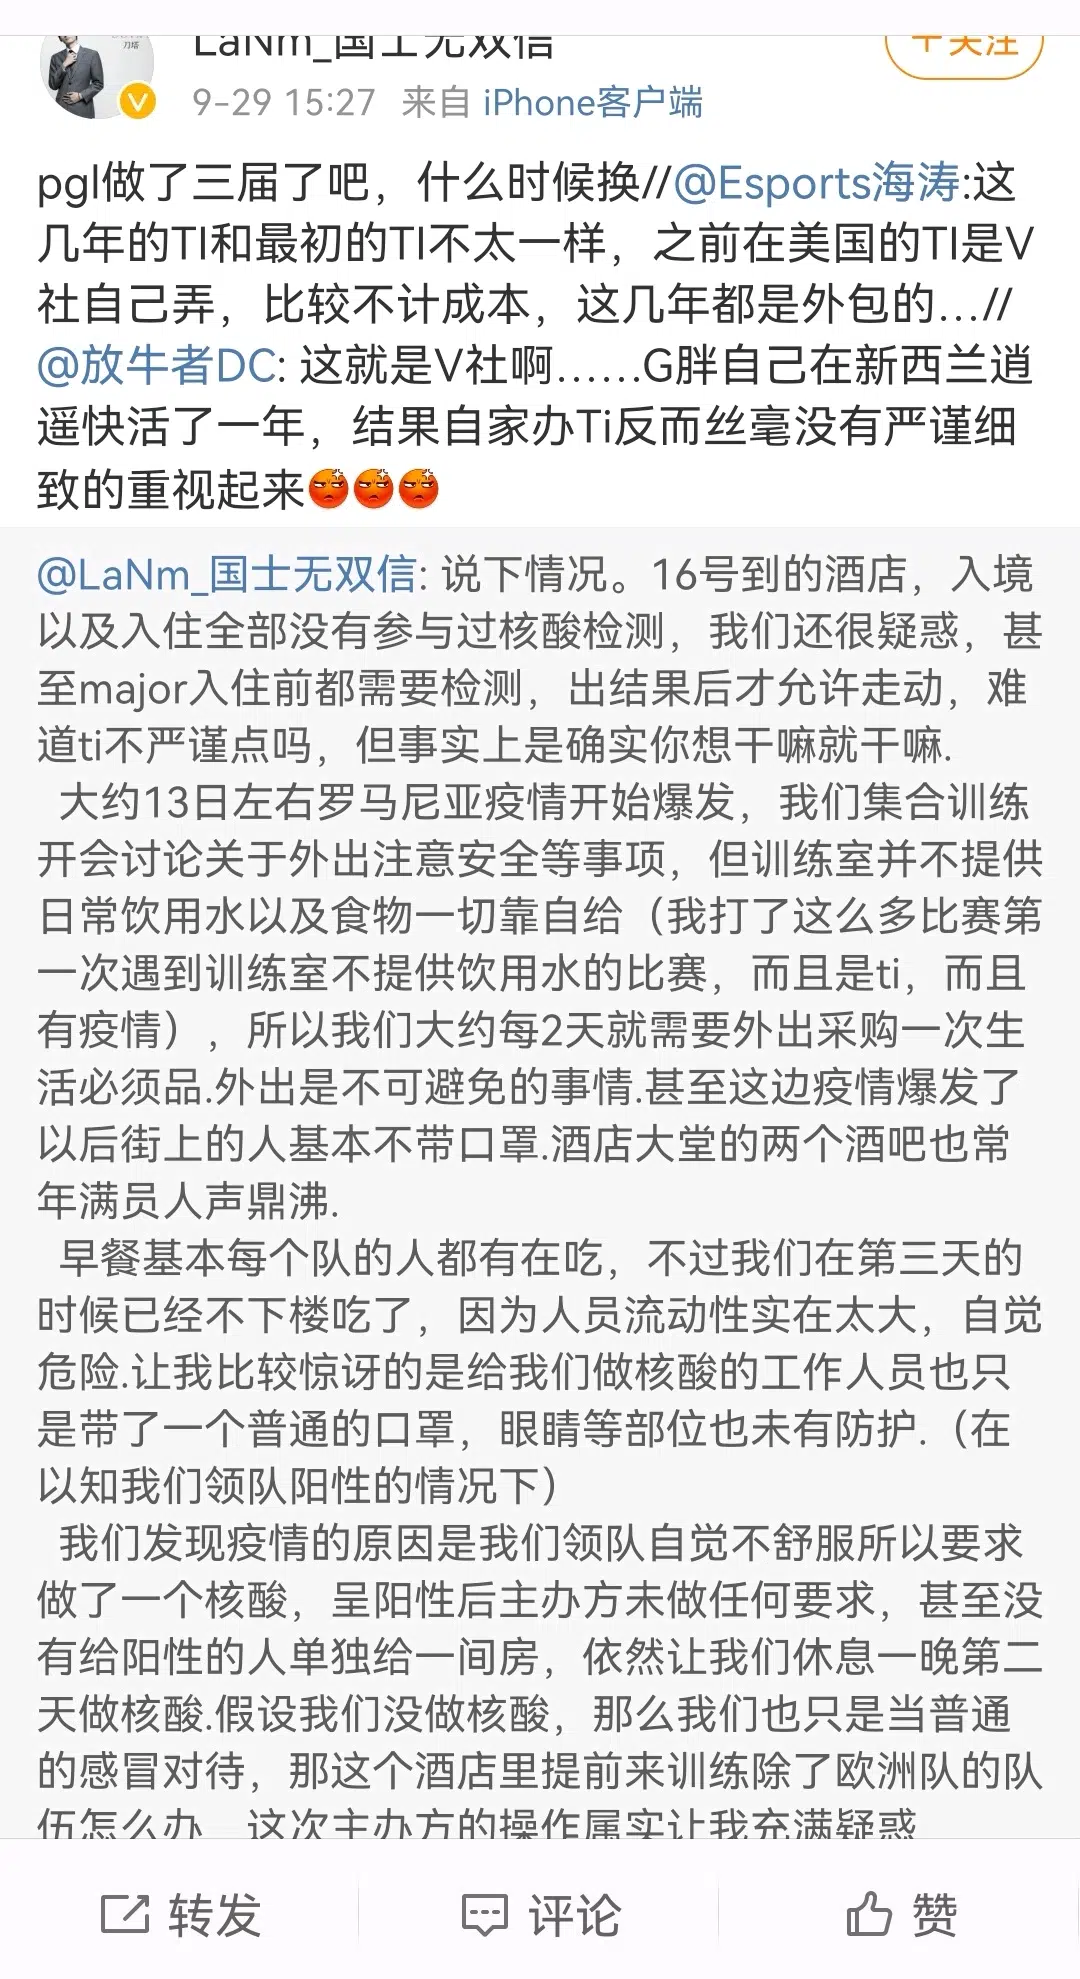 刀塔
LaNm_国士无双信
+关注
9-29 15:27 来自 iPhone客户端
pgl做了三届了吧，什么时候换//@Esports海涛:这
几年的TI和最初的TI不太一样，之前在美国的TI是V
社自己弄，比较不计成本，这几年都是外包的…//
@放牛者DC: 这就是V社啊……G胖自己在新西兰逍
遥快活了一年，结果自家办Ti反而丝毫没有严谨细
致的重视起来
@LaNm_国士无双信: 说下情况。16号到的酒店，入境
以及入住全部没有参与过核酸检测，我们还很疑惑，甚
至major入住前都需要检测，出结果后才允许走动，难
道ti不严谨点吗，但事实上是确实你想干嘛就干嘛.
大约13日左右罗马尼亚疫情开始爆发，我们集合训练
开会讨论关于外出注意安全等事项，但训练室并不提供
日常饮用水以及食物一切靠自给（我打了这么多比赛第
一次遇到训练室不提供饮用水的比赛，而且是ti，而且
有疫情），所以我们大约每2天就需要外出采购一次生
活必须品.外出是不可避免的事情.甚至这边疫情爆发了
以后街上的人基本不带口罩.酒店大堂的两个酒吧也常
年满员人声鼎沸.
早餐基本每个队的人都有在吃，不过我们在第三天的
时候已经不下楼吃了，因为人员流动性实在太大，自觉
危险.让我比较惊讶的是给我们做核酸的工作人员也只
是带了一个普通的口罩，眼睛等部位也未有防护.（在
以知我们领队阳性的情况下）
我们发现疫情的原因是我们领队自觉不舒服所以要求
做了一个核酸，呈阳性后主办方未做任何要求，甚至没
有给阳性的人单独给一间房，依然让我们休息一晚第二
天做核酸.假设我们没做核酸，那么我们也只是当普通
的感冒对待，那这个酒店里提前来训练除了欧洲队的队
伍怎么办 这次主办方的操作属实让我充满疑惑
转发
评论
赞